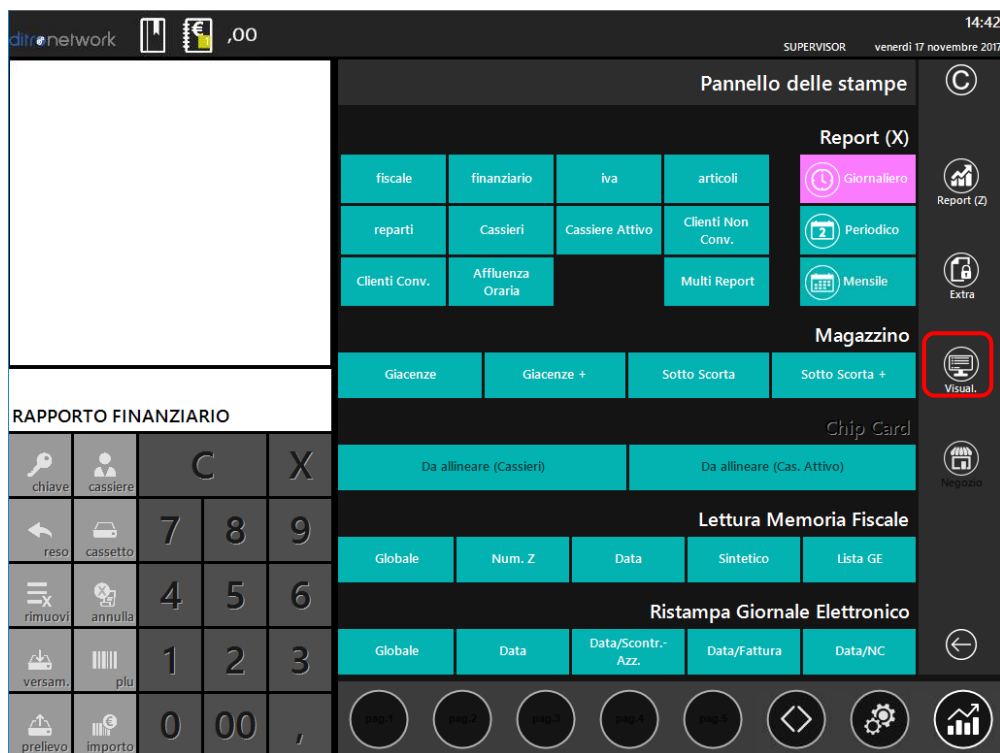 ditronetwork
,00
14:42
SUPERVISOR venerdì 17 novembre 2017
Pannello delle stampe
C
Report (X)
fiscale finanziario iva articoli Giornaliero
Report (Z)
reparti Cassieri Cassiere Attivo Clienti Non Conv. 2 Periodico
Clienti Conv. Affluenza Oraria Multi Report Mensile
Extra
Magazzino
Giacenze Giacenze + Sotto Scorta Sotto Scorta +
Visual.
RAPPORTO FINANZIARIO
Chip Card
Da allineare (Cassieri) Da allineare (Cas. Attivo)
Negozio
chiave cassiere C X
Lettura Memoria Fiscale
reso cassetto 7 8 9
Globale Num. Z Data Sintetico Lista GE
rimuovi annulla 4 5 6
Ristampa Giornale Elettronico
Globale Data Data/Scontr.-Azz. Data/Fattura Data/NC
versam. plu 1 2 3
prelievo importo 0 00 ,
pag.1 pag.2 pag.3 pag.4 pag.5